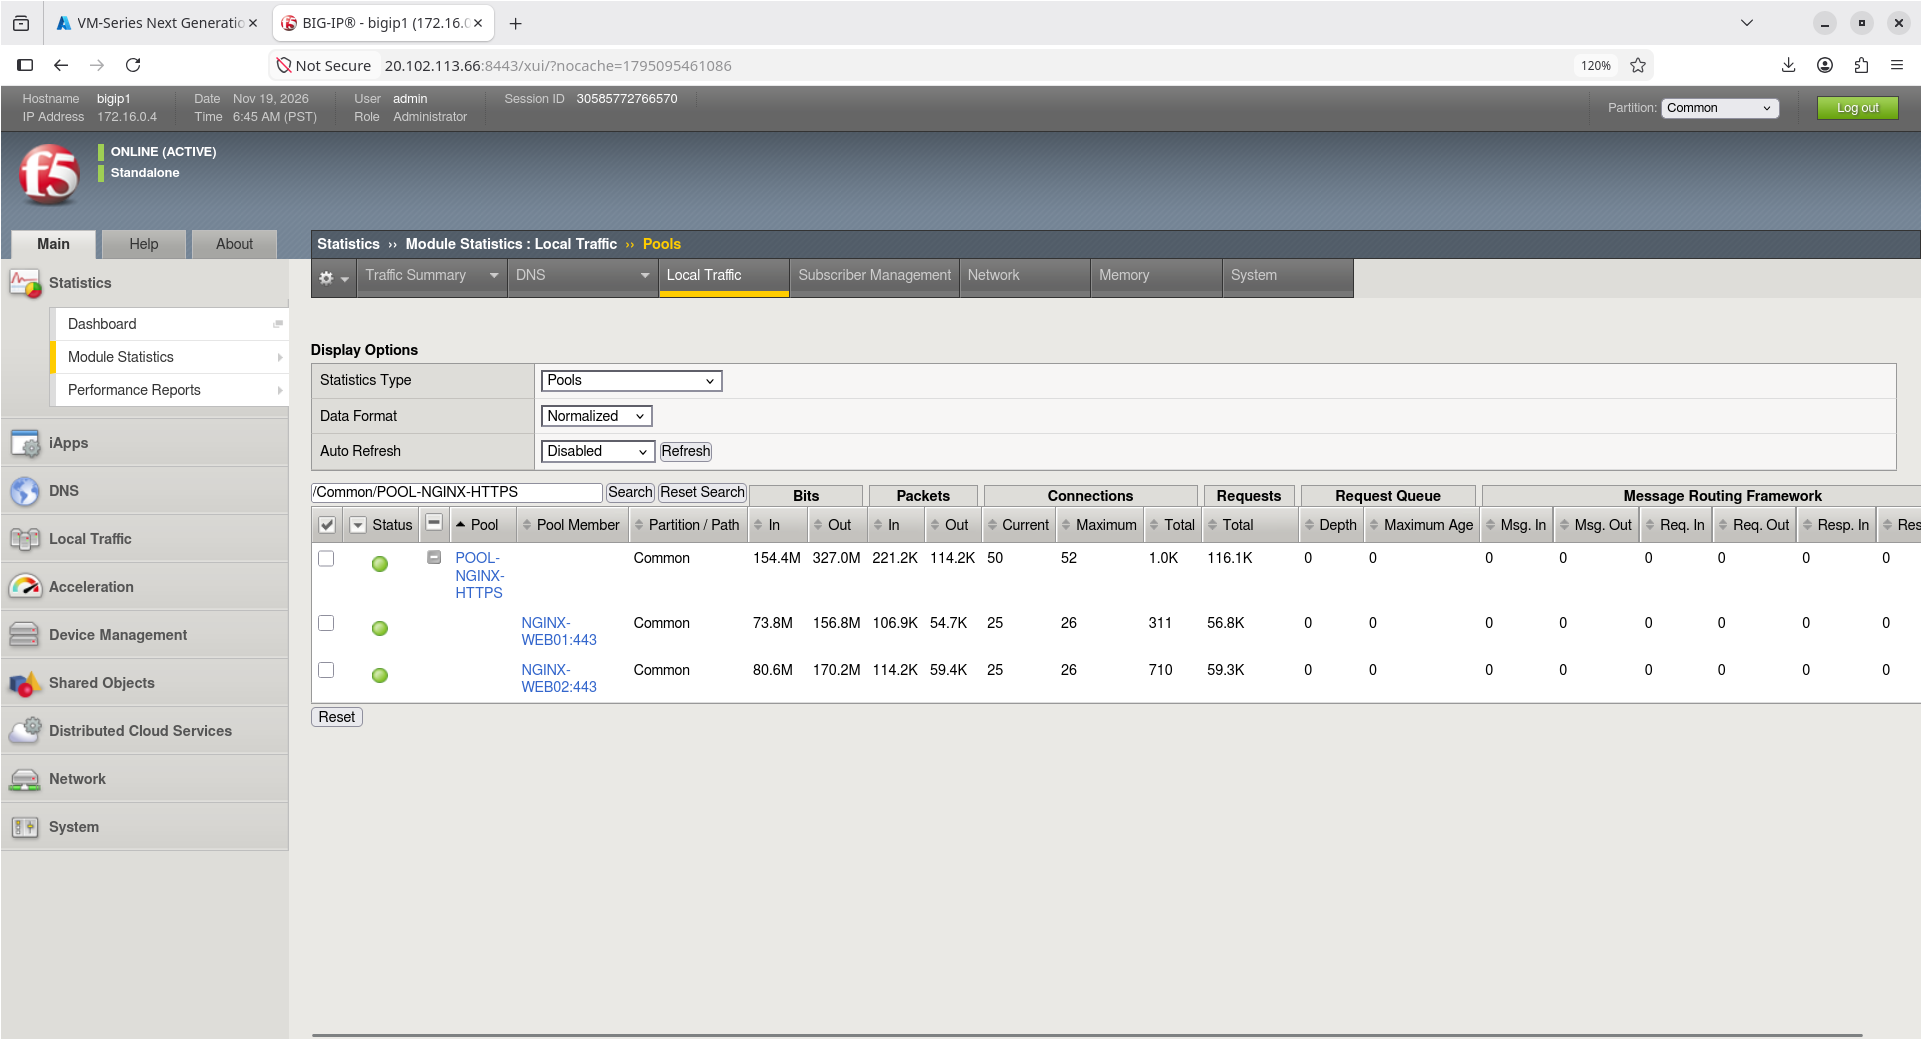 VM-Series Next Generatio
BIG-IP® - bigip1 (172.16.0
Not Secure 20.102.113.66:8443/xui/?nocache=1795095461086 120%
Hostname bigip1 Date Nov 19, 2026 User admin Session ID 30585772766570
IP Address 172.16.0.4 Time 6:45 AM (PST) Role Administrator
Partition: Common Log out
f5
ONLINE (ACTIVE)
Standalone
Main Help About
Statistics ›› Module Statistics : Local Traffic ›› Pools
Traffic Summary DNS Local Traffic Subscriber Management Network Memory System
Statistics
Dashboard
Module Statistics
Performance Reports
iApps
DNS
Local Traffic
Acceleration
Device Management
Shared Objects
Distributed Cloud Services
Network
System
Display Options
Statistics Type Pools
Data Format Normalized
Auto Refresh Disabled Refresh
/Common/POOL-NGINX-HTTPS Search Reset Search Bits Packets Connections Requests Request Queue Message Routing Framework
Status Pool Pool Member Partition / Path In Out In Out Current Maximum Total Total Depth Maximum Age Msg. In Msg. Out Req. In Req. Out Resp. In Res
POOL- Common 154.4M 327.0M 221.2K 114.2K 50 52 1.0K 116.1K 0 0 0 0 0 0 0 0
NGINX-
HTTPS
NGINX- Common 73.8M 156.8M 106.9K 54.7K 25 26 311 56.8K 0 0 0 0 0 0 0 0
WEB01:443
NGINX- Common 80.6M 170.2M 114.2K 59.4K 25 26 710 59.3K 0 0 0 0 0 0 0 0
WEB02:443
Reset